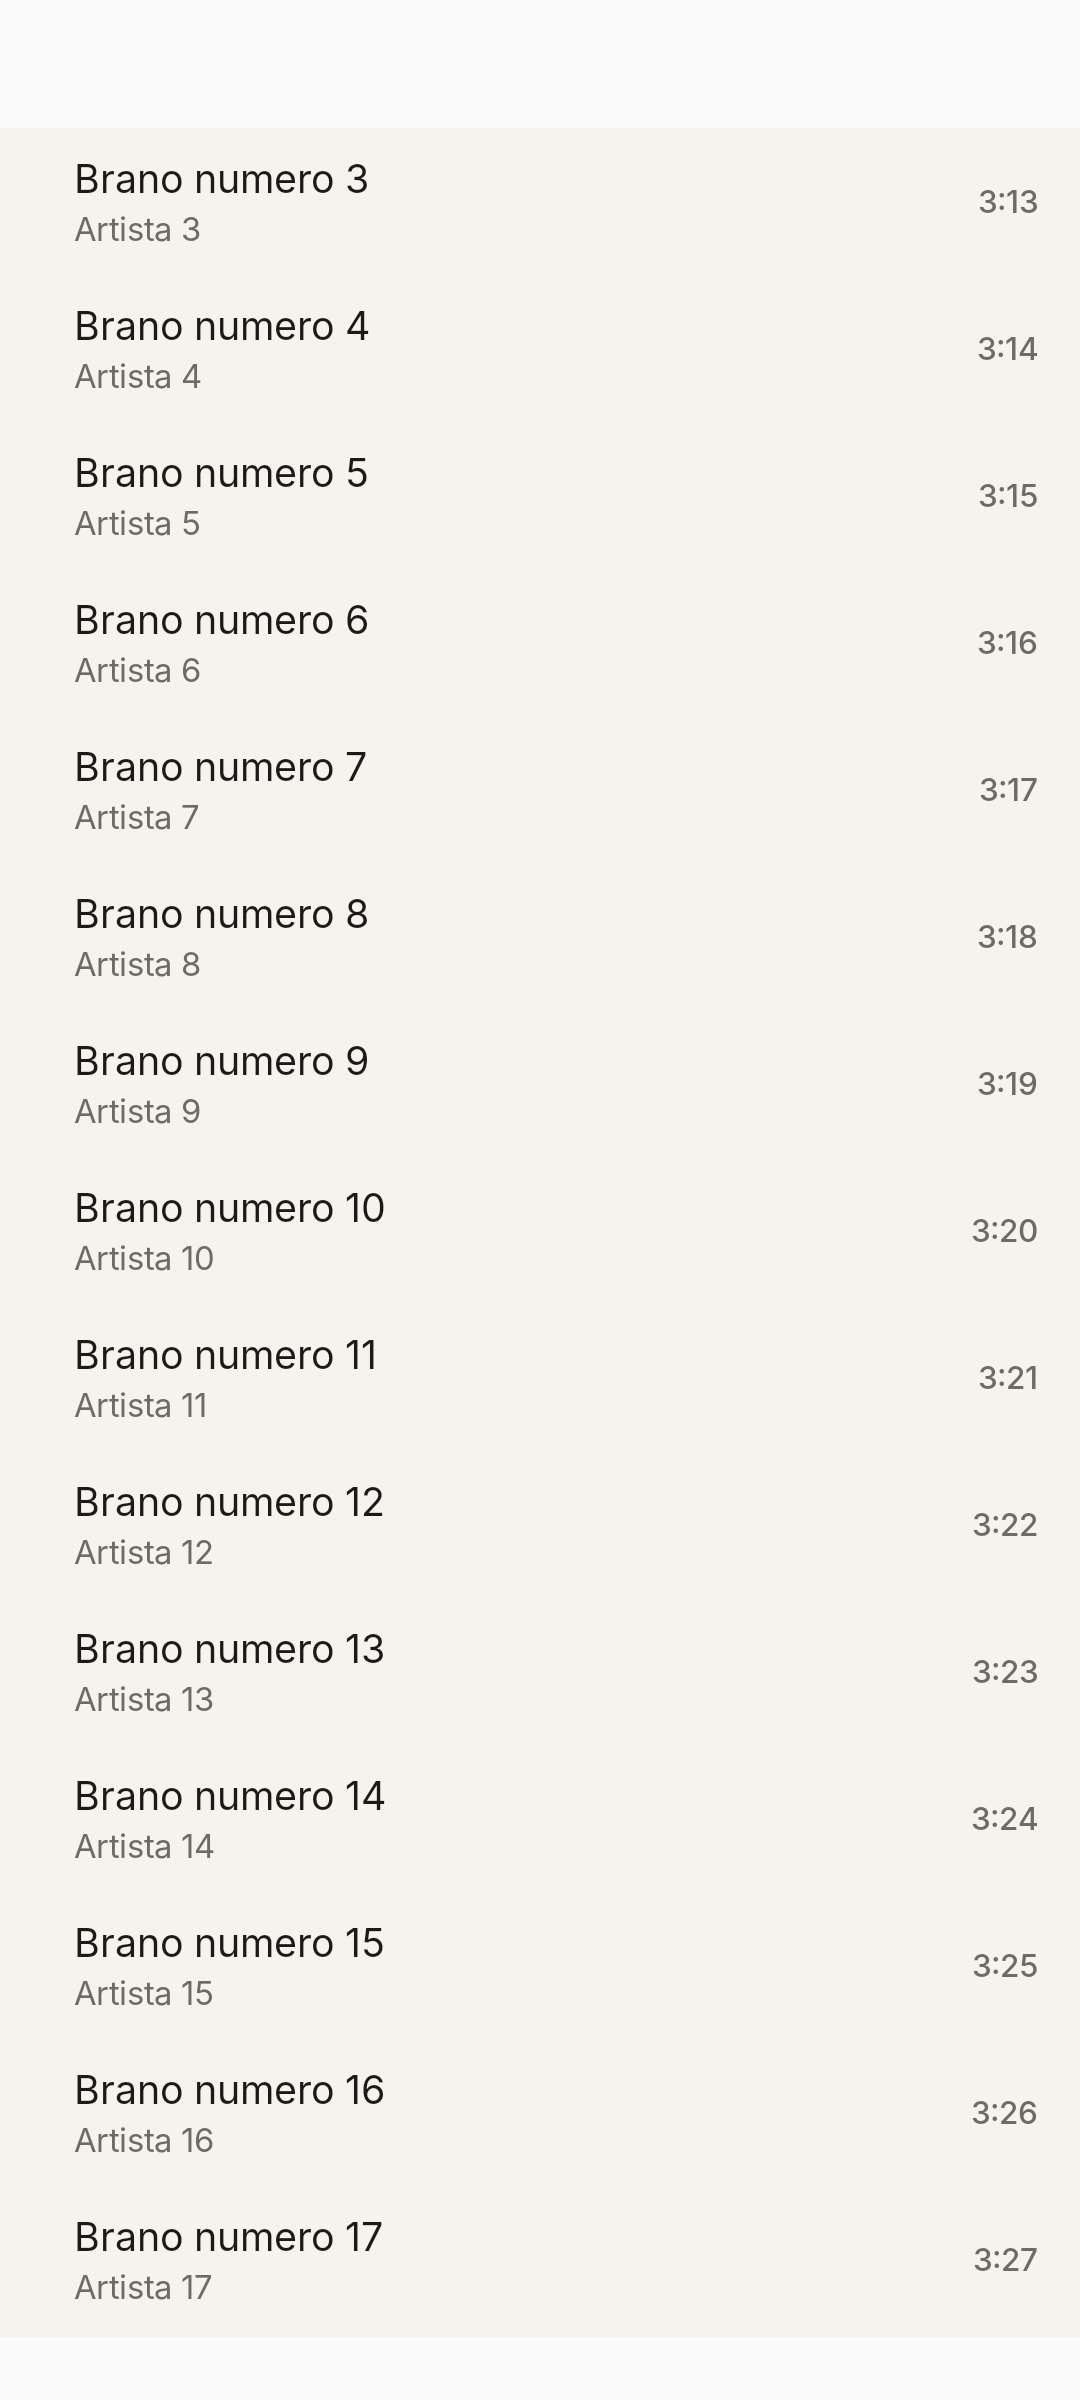 Brano numero 3
Artista 3
3:13
Brano numero 4
Artista 4
3:14
Brano numero 5
Artista 5
3:15
Brano numero 6
Artista 6
3:16
Brano numero 7
Artista 7
3:17
Brano numero 8
Artista 8
3:18
Brano numero 9
Artista 9
3:19
Brano numero 10
Artista 10
3:20
Brano numero 11
Artista 11
3:21
Brano numero 12
Artista 12
3:22
Brano numero 13
Artista 13
3:23
Brano numero 14
Artista 14
3:24
Brano numero 15
Artista 15
3:25
Brano numero 16
Artista 16
3:26
Brano numero 17
Artista 17
3:27